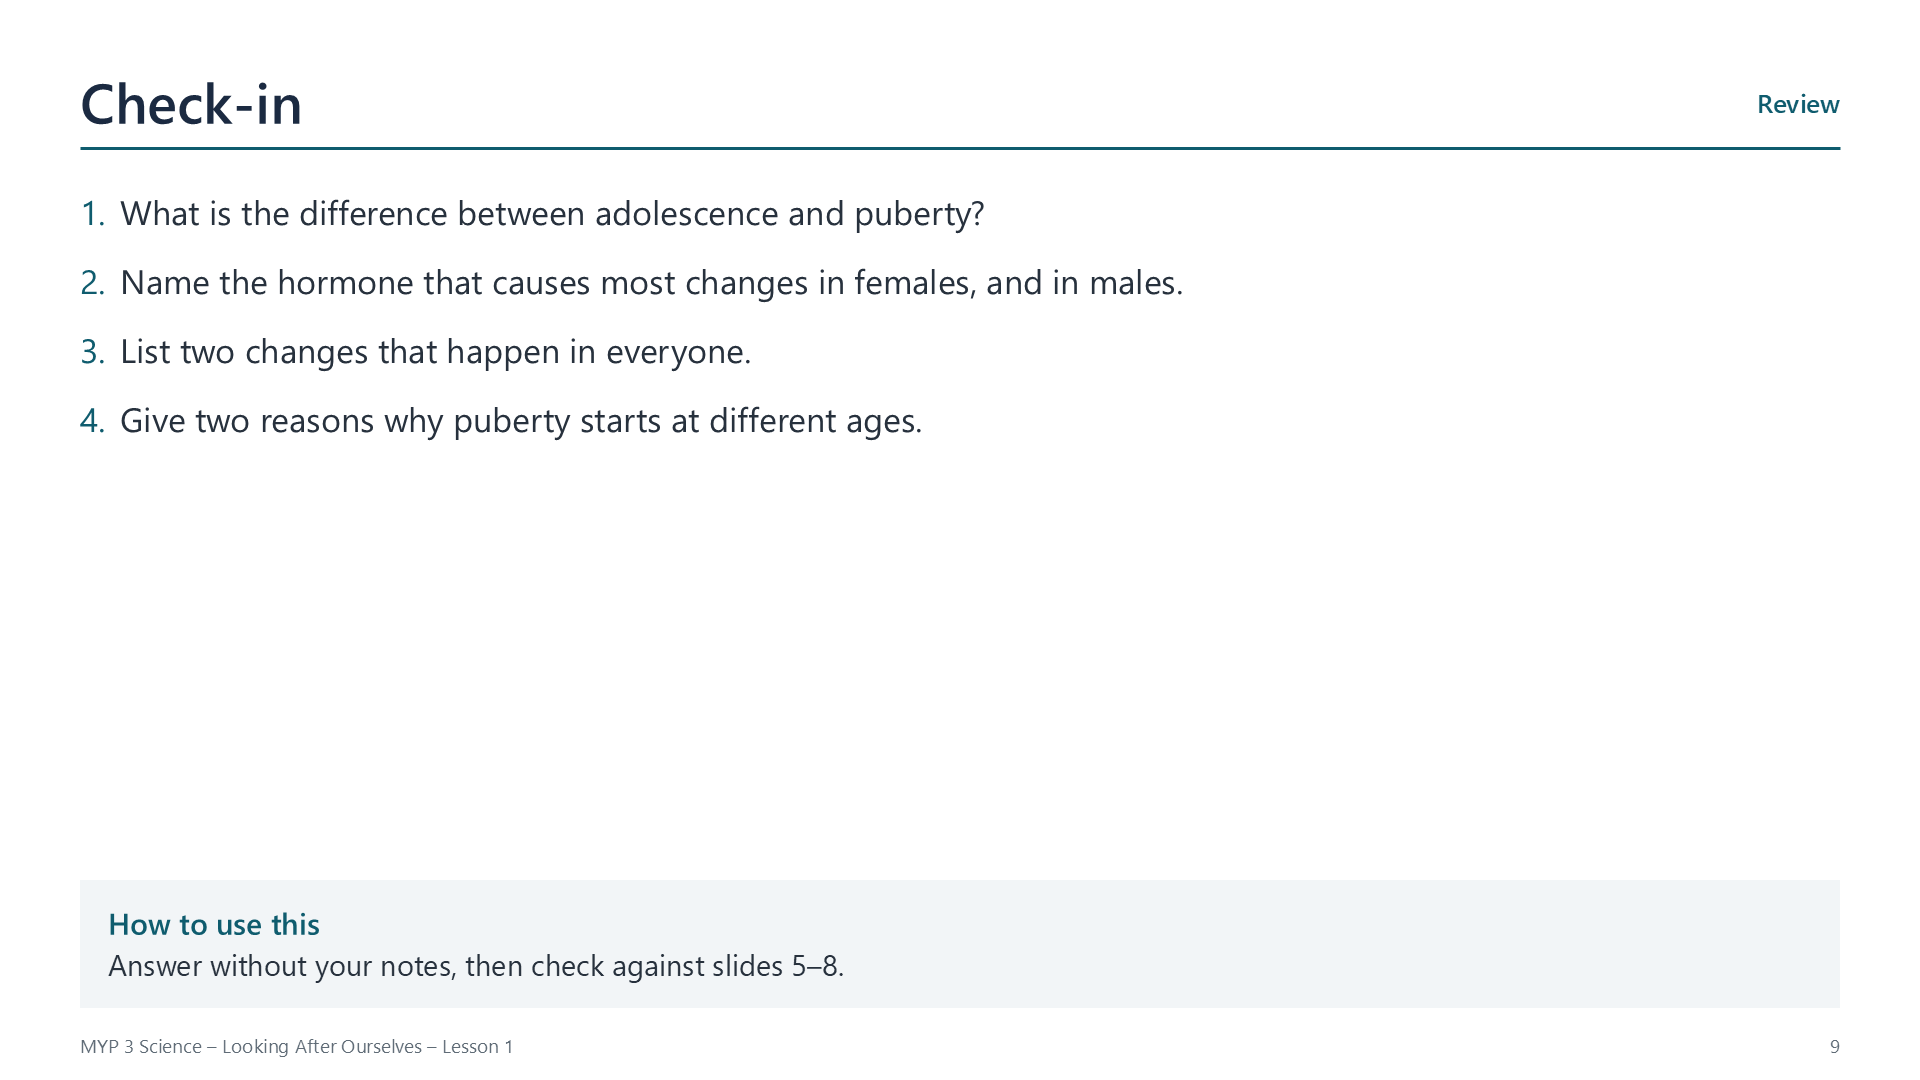 Check-in
Review
1. What is the difference between adolescence and puberty?
2. Name the hormone that causes most changes in females, and in males.
3. List two changes that happen in everyone.
4. Give two reasons why puberty starts at different ages.
How to use this
Answer without your notes, then check against slides 5–8.
MYP 3 Science – Looking After Ourselves – Lesson 1
9